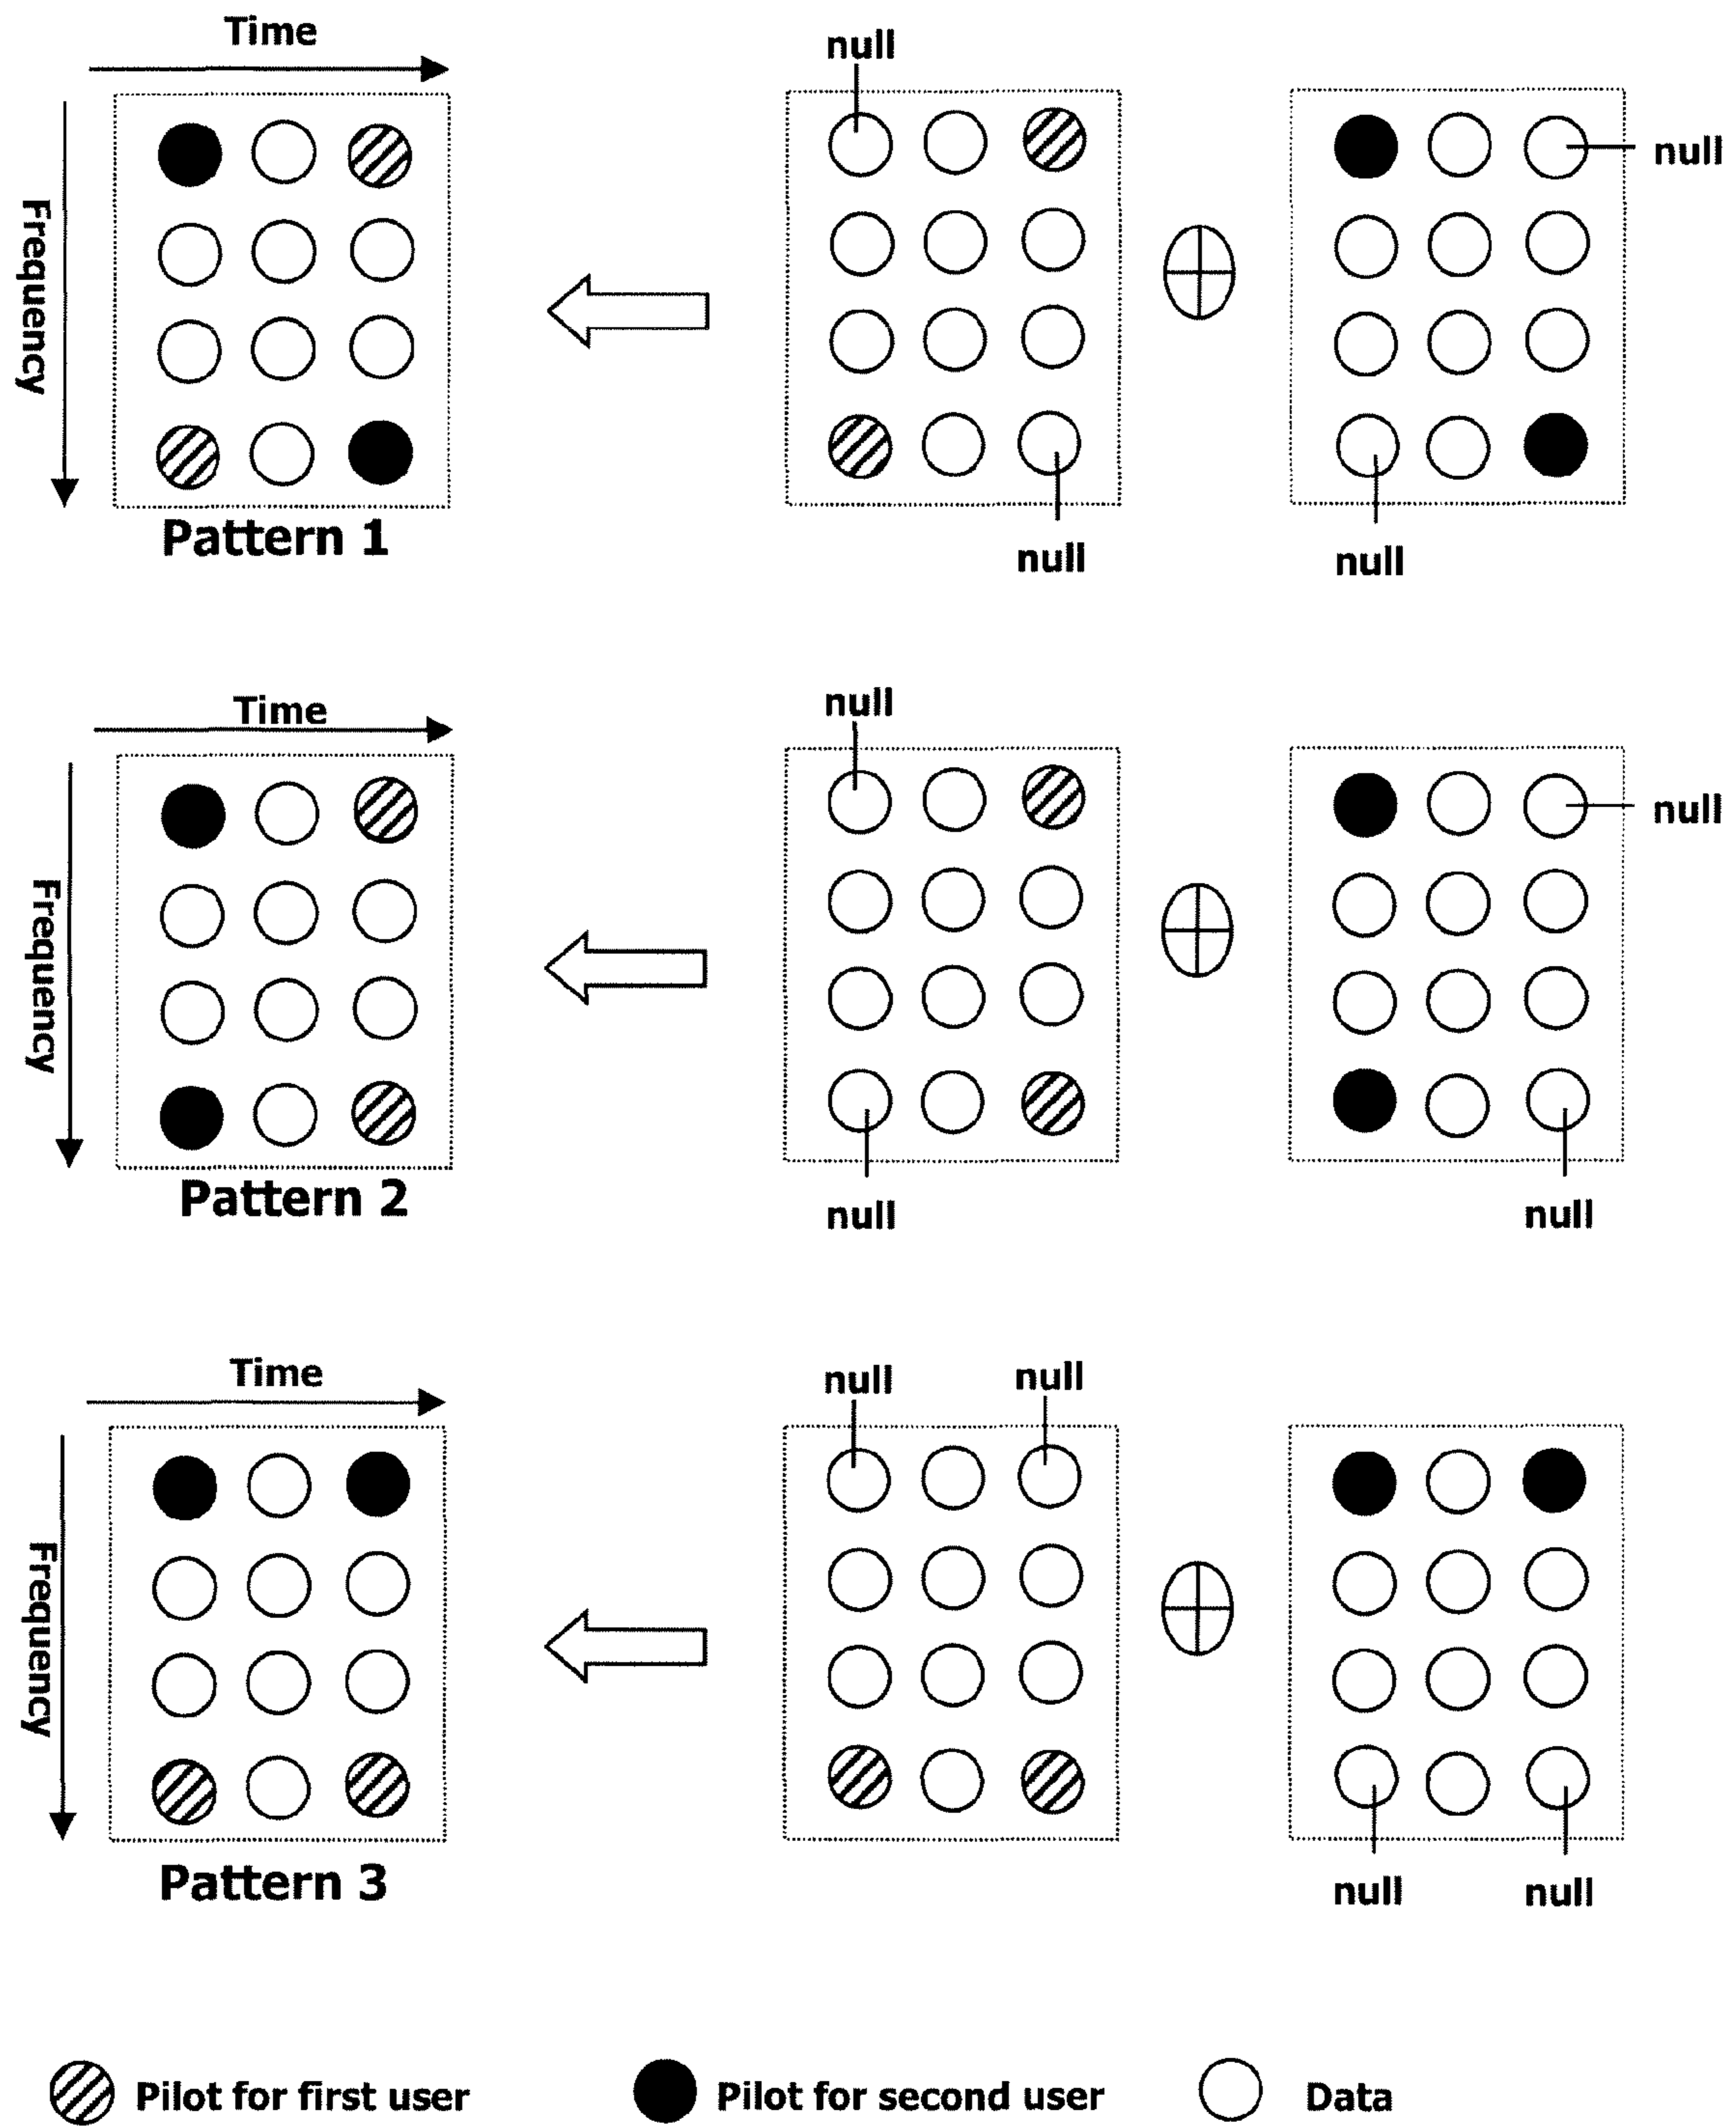 Time
null
null
Frequency
Pattern 1
null
null
Time
null
null
Frequency
Pattern 2
null
null
Time
null
null
Frequency
Pattern 3
null
null
Pilot for first user
Pilot for second user
Data